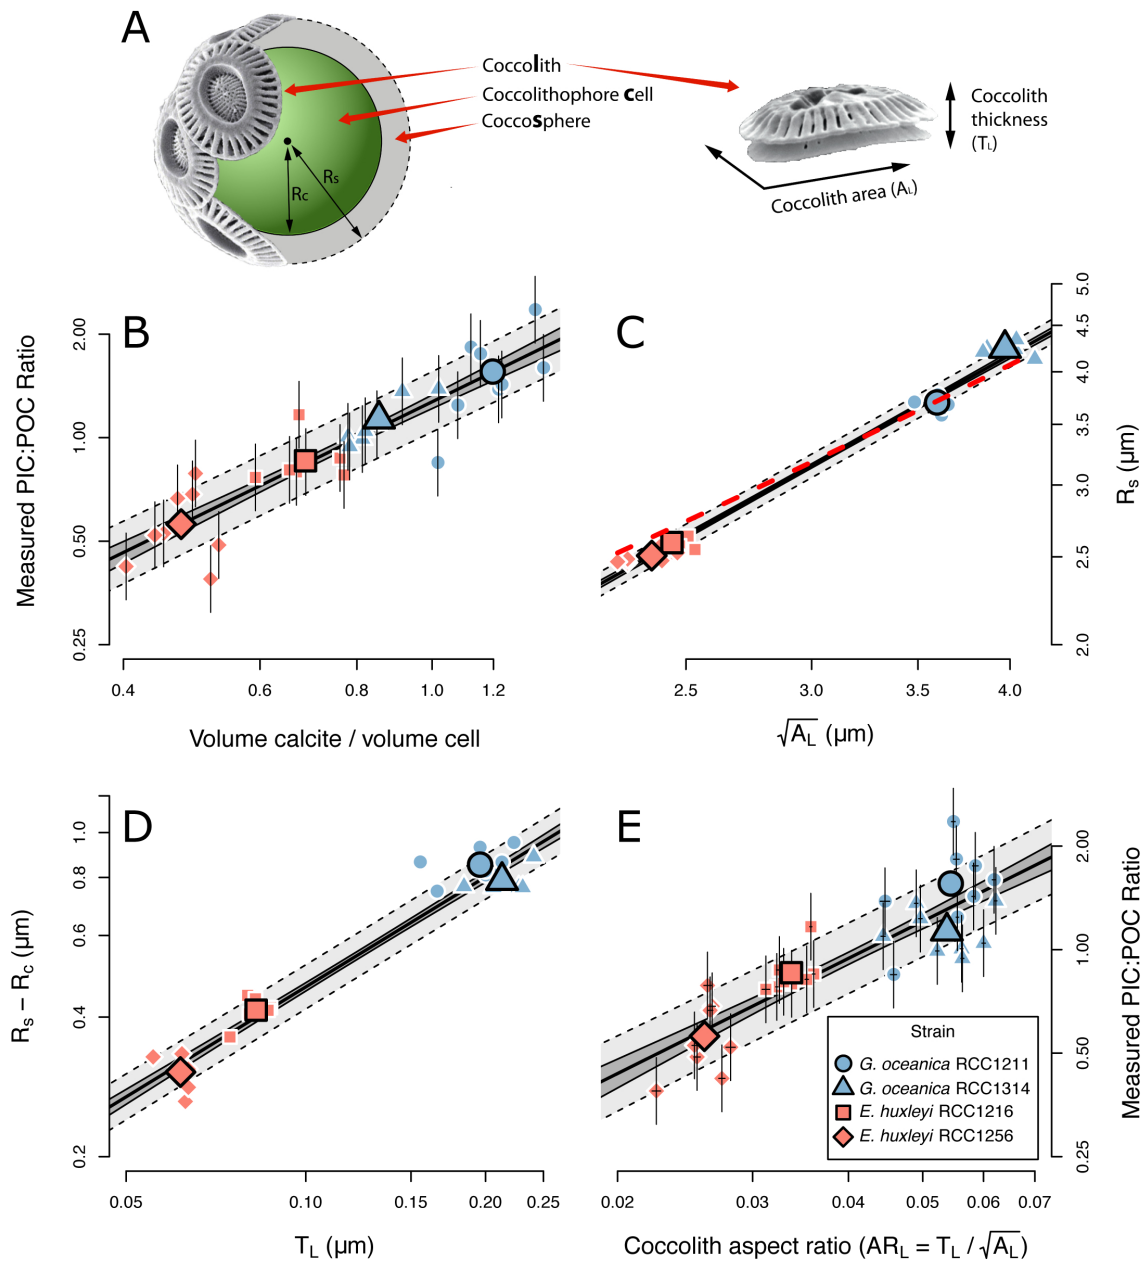 A
Coccolith
Coccolithophore cell
Coccosphere
Rc
Rs
Coccolith
thickness
(TL)
Coccolith area (AL)
B
Measured PIC:POC Ratio
2.00
1.00
0.50
0.25
0.4
0.6
0.8
1.0
1.2
Volume calcite / volume cell
C
5.0
4.5
4.0
3.5
3.0
2.5
2.0
Rs (µm)
2.5
3.0
3.5
4.0
√AL (µm)
D
Rs – Rc (µm)
1.0
0.8
0.6
0.4
0.2
0.05
0.10
0.15
0.20
0.25
TL (µm)
E
2.00
1.00
0.50
0.25
Measured PIC:POC Ratio
Strain
G. oceanica RCC1211
G. oceanica RCC1314
E. huxleyi RCC1216
E. huxleyi RCC1256
0.02
0.03
0.04
0.05
0.06
0.07
Coccolith aspect ratio (ARL = TL / √AL)